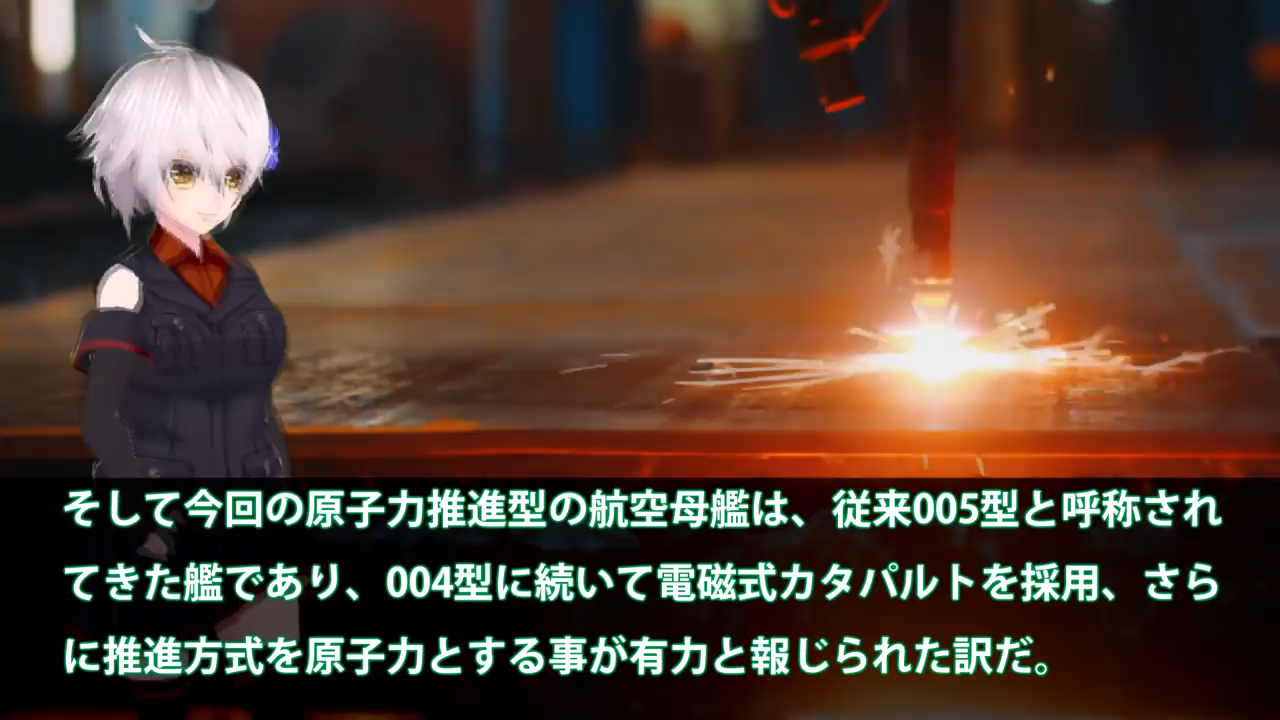 そして今回の原子力推進型の航空母艦は、従来005型と呼称され
てきた艦であり、004型に続いて電磁式カタパルトを採用、さら
に推進方式を原子力とする事が有力と報じられた訳だ。